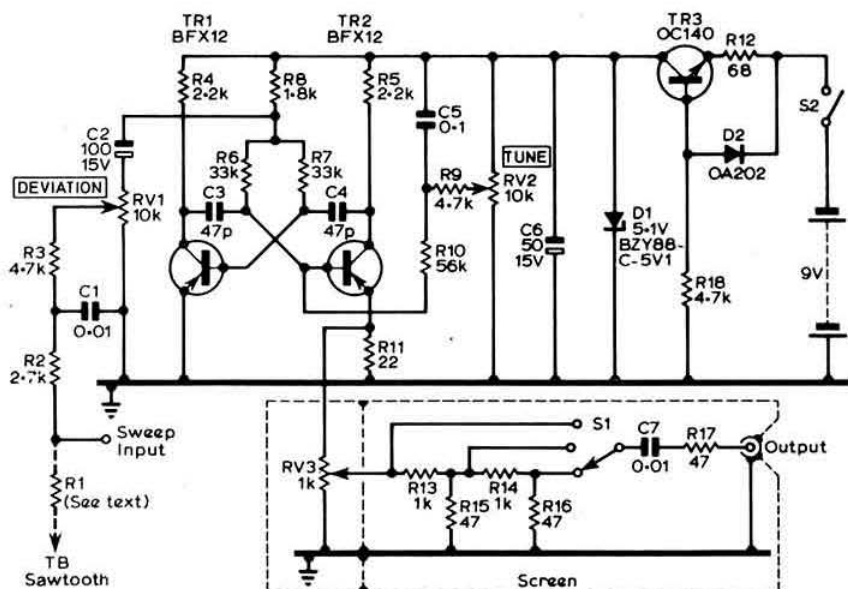 TR1
BFX12
TR2
BFX12
TR3
OC140
R4
2·2k
R8
1·8k
R5
2·2k
R12
68
C5
0·1
S2
C2
100
15V
R6
33k
R7
33k
D2
OA202
TUNE
DEVIATION
C3
47p
C4
47p
R9
4·7k
RV2
10k
RV1
10k
R3
4·7k
R10
56k
C6
50
15V
D1
5·1V
BZY88-
C-5V1
R18
4·7k
9V
C1
0·01
R2
2·7k
R11
22
Sweep
Input
S1
C7
0·01
R17
47
Output
R1
(See text)
RV3
1k
R13
1k
R14
1k
R15
47
R16
47
TB
Sawtooth
Screen